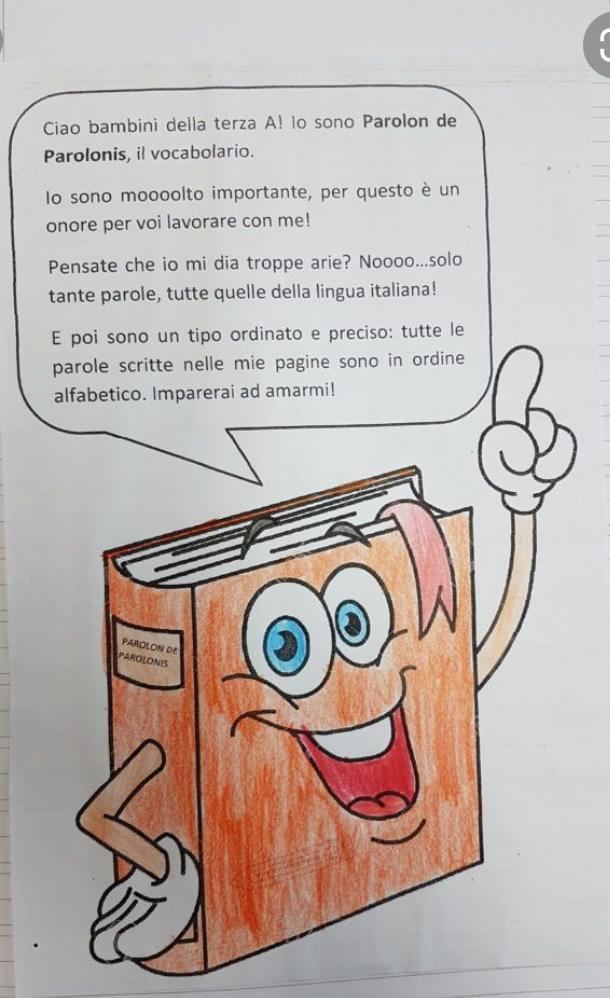 Ciao bambini della terza A! Io sono Parolon de
Parolonis, il vocabolario.
Io sono moooolto importante, per questo è un
onore per voi lavorare con me!
Pensate che io mi dia troppe arie? Noooo...solo
tante parole, tutte quelle della lingua italiana!
E poi sono un tipo ordinato e preciso: tutte le
parole scritte nelle mie pagine sono in ordine
alfabetico. Imparerai ad amarmi!
PAROLON DE
PAROLONIS